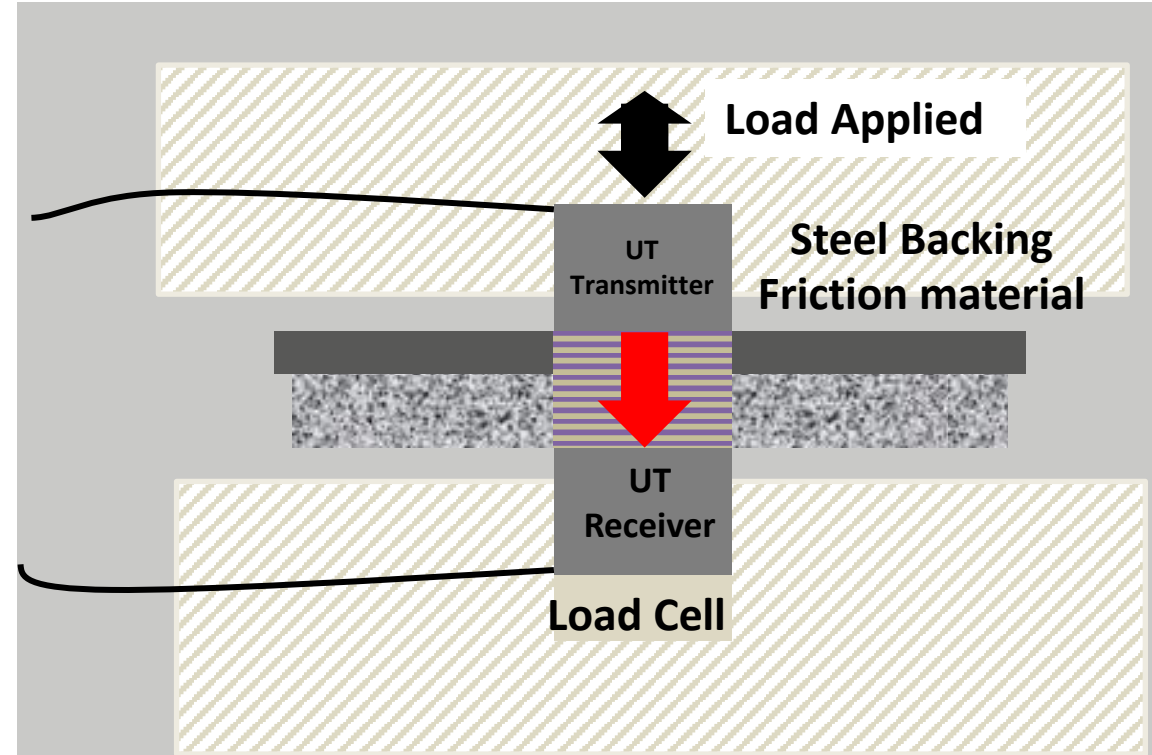 Load Applied
UT
Transmitter
Steel Backing
Friction material
UT
Receiver
Load Cell